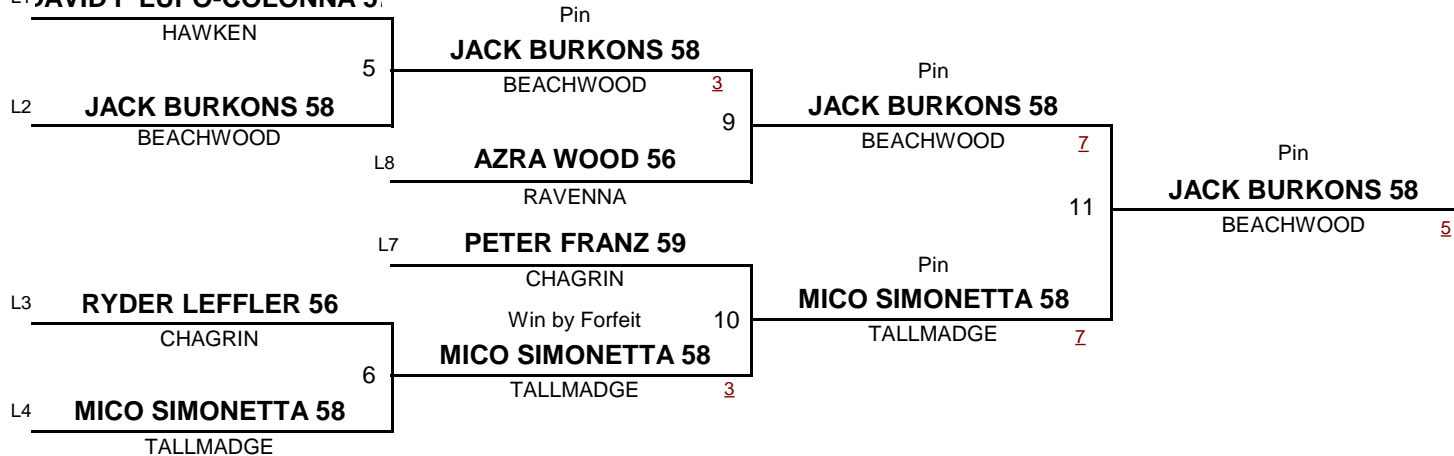 HAWKEN
Pin
JACK BURKONS 58
5
BEACHWOOD 3
L2 JACK BURKONS 58
BEACHWOOD
9
L8 AZRA WOOD 56
RAVENNA
Pin
JACK BURKONS 58
BEACHWOOD 7
11
Pin
JACK BURKONS 58
BEACHWOOD 5
L7 PETER FRANZ 59
CHAGRIN
L3 RYDER LEFFLER 56
CHAGRIN
Win by Forfeit 10
MICO SIMONETTA 58
6
TALLMADGE 3
L4 MICO SIMONETTA 58
TALLMADGE
Pin
MICO SIMONETTA 58
TALLMADGE 7